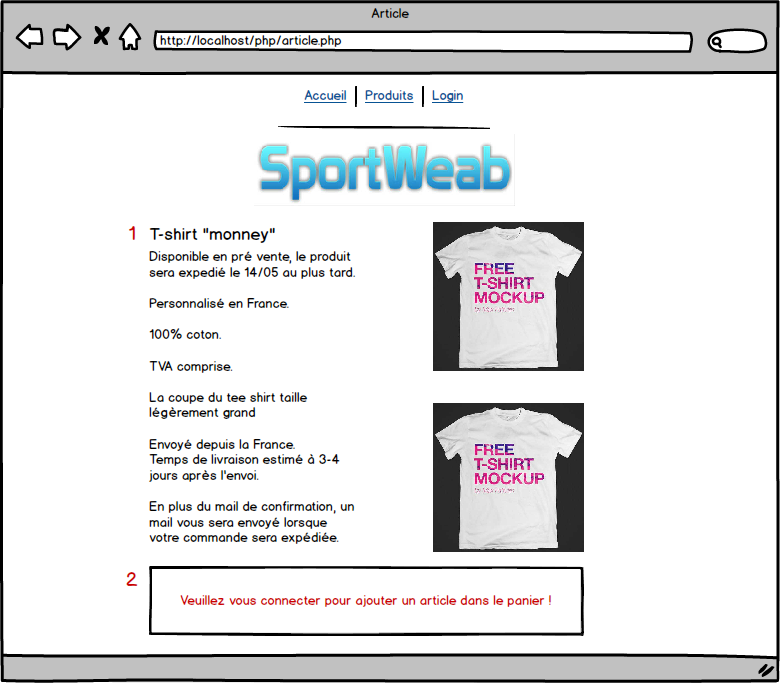 Article
http://localhost/php/article.php
Accueil
Produits
Login
SportWeab
1
T-shirt "monney"
Disponible en pré vente, le produit
sera expedié le 14/05 au plus tard.
Personnalisé en France.
100% coton.
TVA comprise.
La coupe du tee shirt taille
légèrement grand
Envoyé depuis la France.
Temps de livraison estimé à 3-4
jours après l'envoi.
En plus du mail de confirmation, un
mail vous sera envoyé lorsque
votre commande sera expédiée.
FREE
T-SHIRT
MOCKUP
FREE
T-SHIRT
MOCKUP
2
Veuillez vous connecter pour ajouter un article dans le panier !